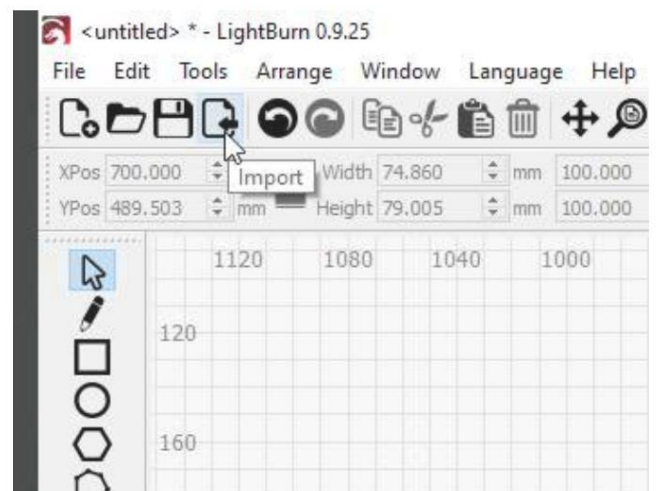 <untitled> * - LightBurn 0.9.25
File Edit Tools Arrange Window Language Help
XPos 700.000 Width 74.860 mm 100.000
Import
YPos 489.503 mm Height 79.005 mm 100.000
1120 1080 1040 1000
120
160